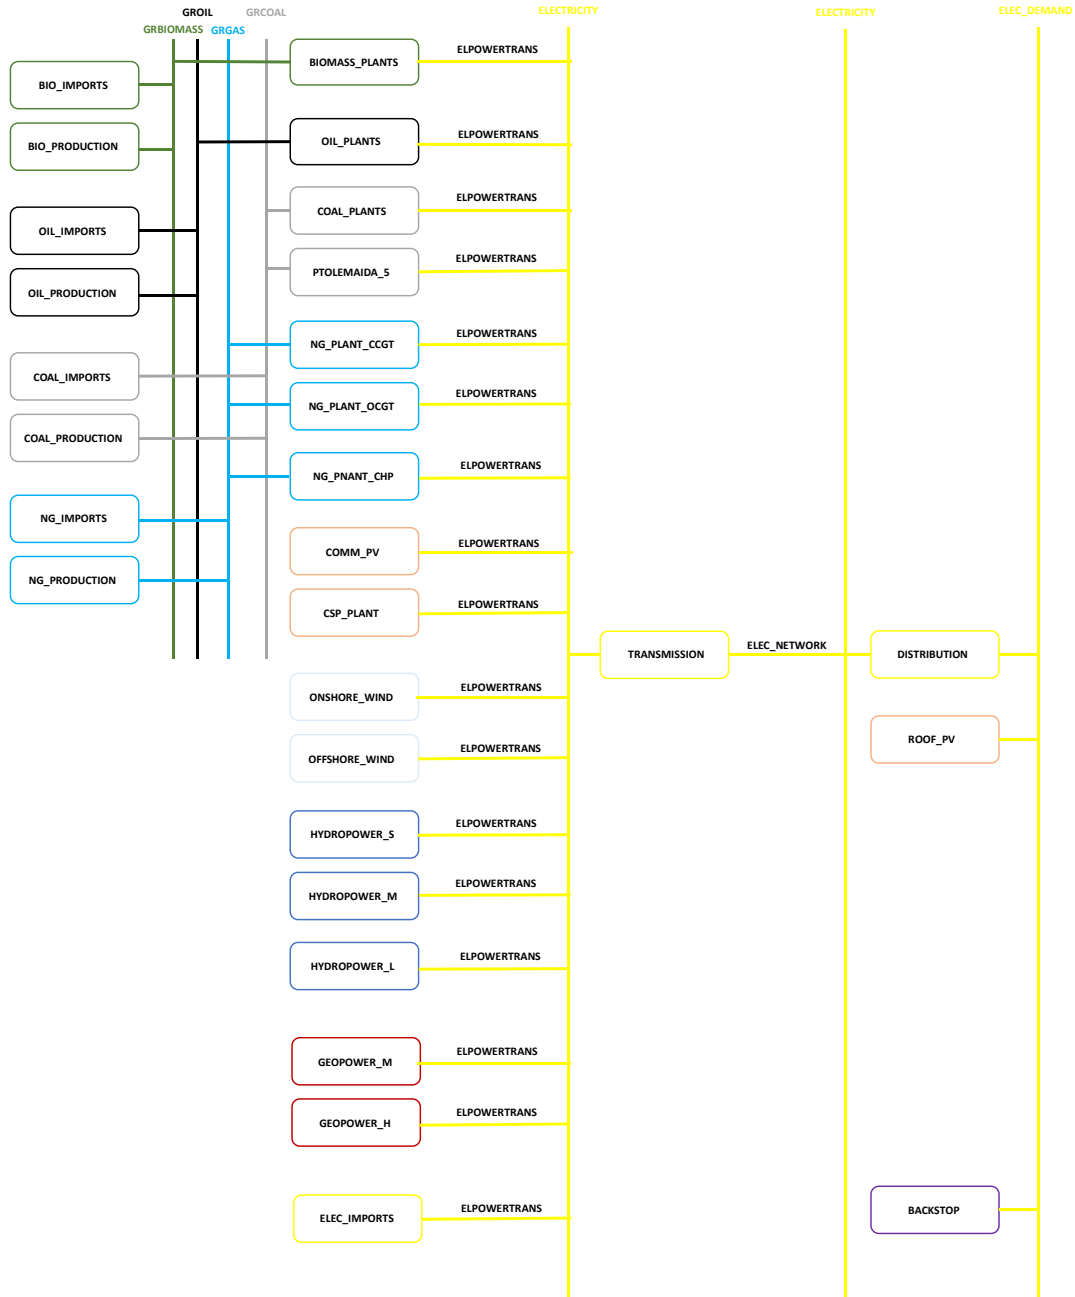 GROIL
GRCOAL
ELECTRICITY
ELECTRICITY
ELEC_DEMAND
GRBIOMASS
GRGAS
BIOMASS_PLANTS
ELPOWERTRANS
BIO_IMPORTS
BIO_PRODUCTION
OIL_PLANTS
ELPOWERTRANS
COAL_PLANTS
ELPOWERTRANS
OIL_IMPORTS
PTOLEMAIDA_5
ELPOWERTRANS
OIL_PRODUCTION
NG_PLANT_CCGT
ELPOWERTRANS
COAL_IMPORTS
NG_PLANT_OCGT
ELPOWERTRANS
COAL_PRODUCTION
NG_PNANT_CHP
ELPOWERTRANS
NG_IMPORTS
COMM_PV
ELPOWERTRANS
NG_PRODUCTION
CSP_PLANT
ELPOWERTRANS
TRANSMISSION
ELEC_NETWORK
DISTRIBUTION
ONSHORE_WIND
ELPOWERTRANS
ROOF_PV
OFFSHORE_WIND
ELPOWERTRANS
HYDROPOWER_S
ELPOWERTRANS
HYDROPOWER_M
ELPOWERTRANS
HYDROPOWER_L
ELPOWERTRANS
GEOPOWER_M
ELPOWERTRANS
GEOPOWER_H
ELPOWERTRANS
ELEC_IMPORTS
ELPOWERTRANS
BACKSTOP